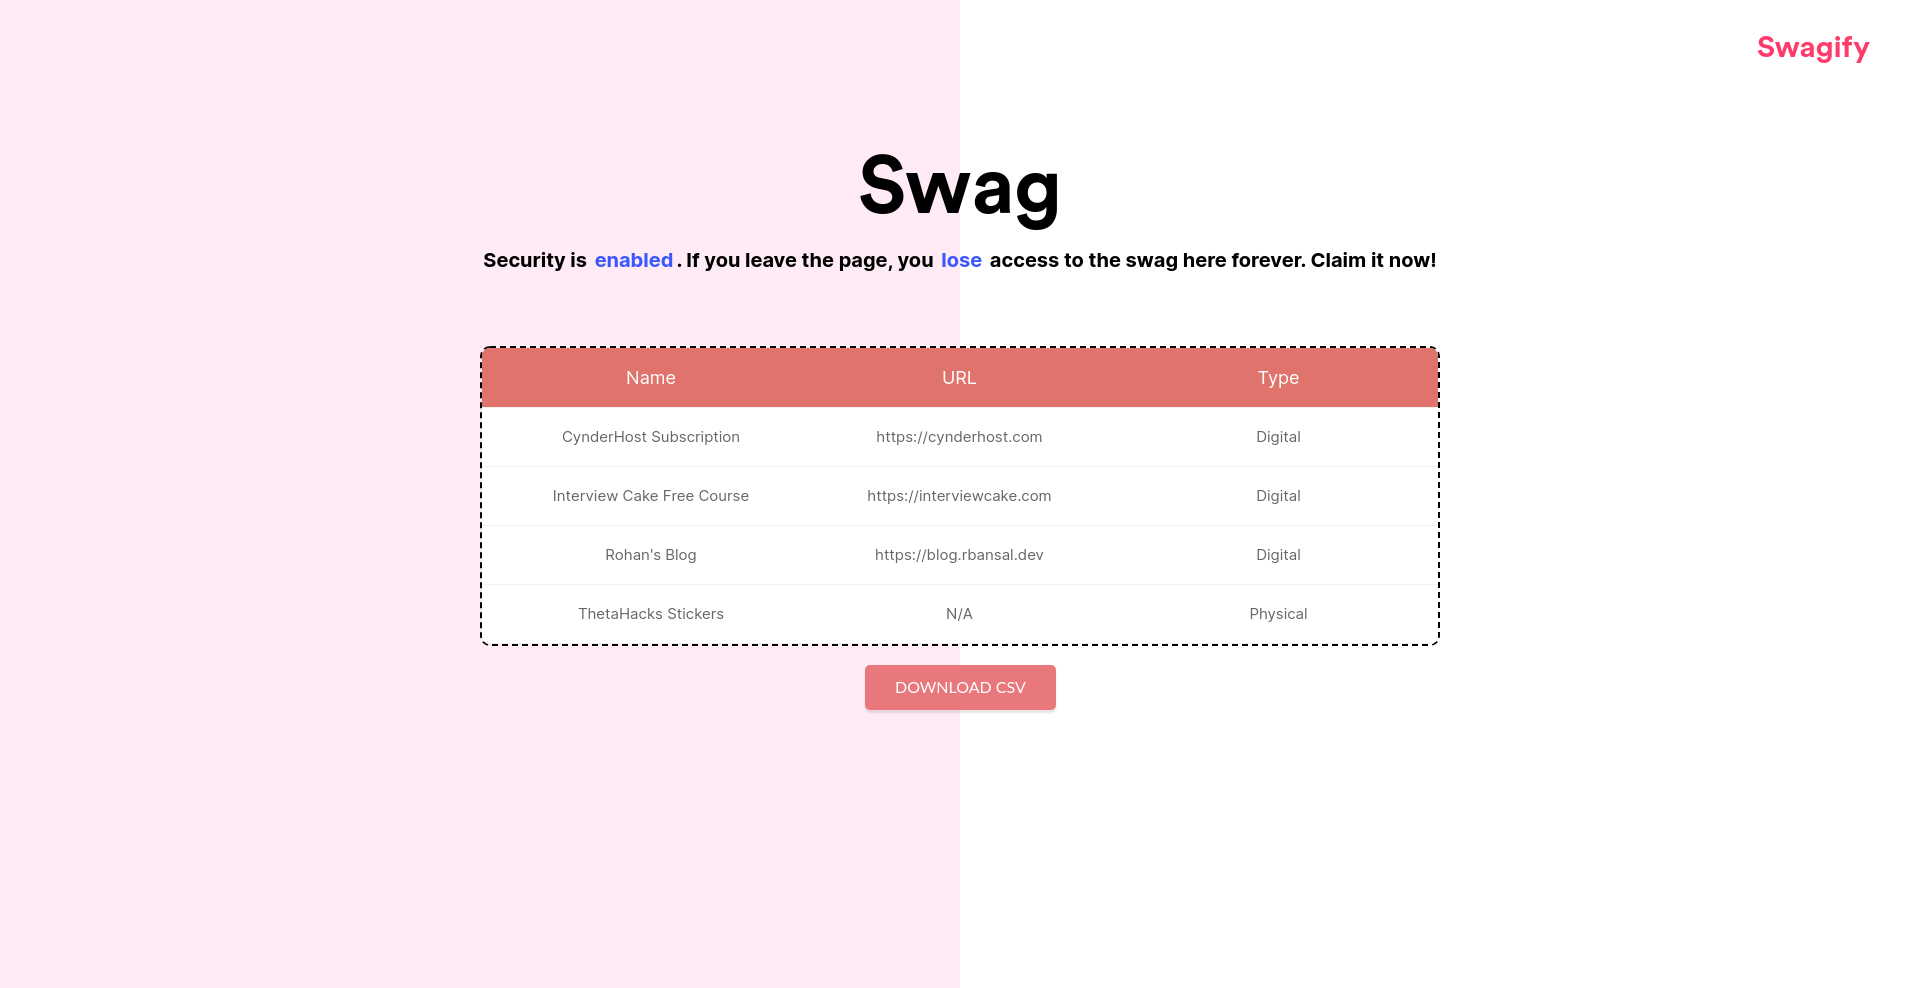 Swagify
Swag
Security is enabled. If you leave the page, you lose access to the swag here forever. Claim it now!
Name URL Type
CynderHost Subscription https://cynderhost.com Digital
Interview Cake Free Course https://interviewcake.com Digital
Rohan's Blog https://blog.rbansal.dev Digital
ThetaHacks Stickers N/A Physical
DOWNLOAD CSV